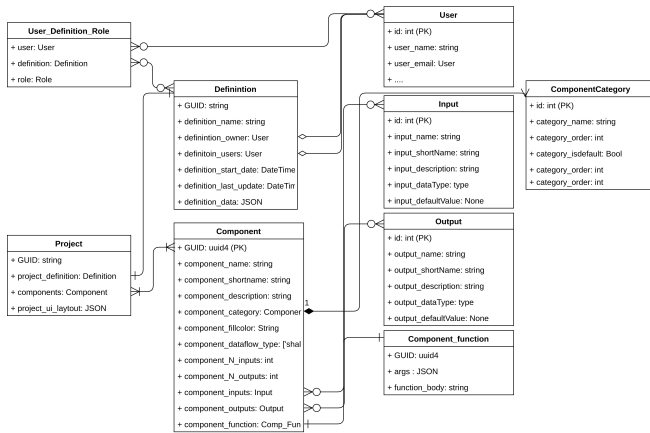 User_Definition_Role
+ user: User
+ definition: Definition
+ role: Role
Definintion
+ GUID: string
+ definition_name: string
+ definintion_owner: User
+ definitoin_users: User
+ definition_start_date: DateTime
+ definition_last_update: DateTim
+ definition_data: JSON
User
+ id: int (PK)
+ user_name: string
+ user_email: User
+ ....
Input
+ id: int (PK)
+ input_name: string
+ input_shortName: string
+ input_description: string
+ input_dataType: type
+ input_defaultValue: None
ComponentCategory
+ id: int (PK)
+ category_name: string
+ category_order: int
+ category_isdefault: Bool
+ category_order: int
+ category_order: int
Project
+ GUID: string
+ project_definition: Definition
+ components: Component
+ project_ui_laytout: JSON
Component
+ GUID: uuid4 (PK)
+ component_name: string
+ component_shortname: string
+ component_description: string
+ component_category: Componer
+ component_fillcolor: String
+ component_dataflow_type: ['shal
+ component_N_inputs: int
+ component_N_outputs: int
+ component_inputs: Input
+ component_outputs: Output
+ component_function: Comp_Fun
1
Output
+ id: int (PK)
+ output_name: string
+ output_shortName: string
+ output_description: string
+ output_dataType: type
+ output_defaultValue: None
Component_function
+ GUID: uuid4
+ args : JSON
+ function_body: string